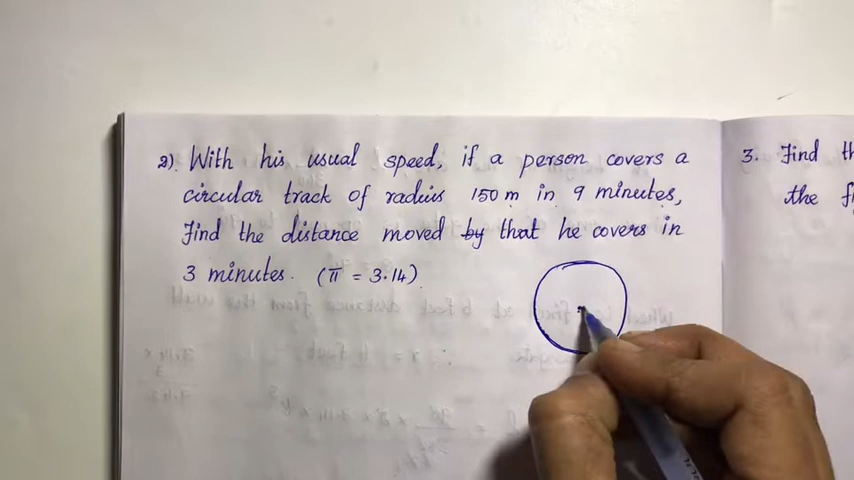 2). With his usual speed, if a person covers a
circular track of radius 150 m in 9 minutes,
Find the distance moved by that he covers in
3 minutes. (π = 3.14)
3. Find th
the f